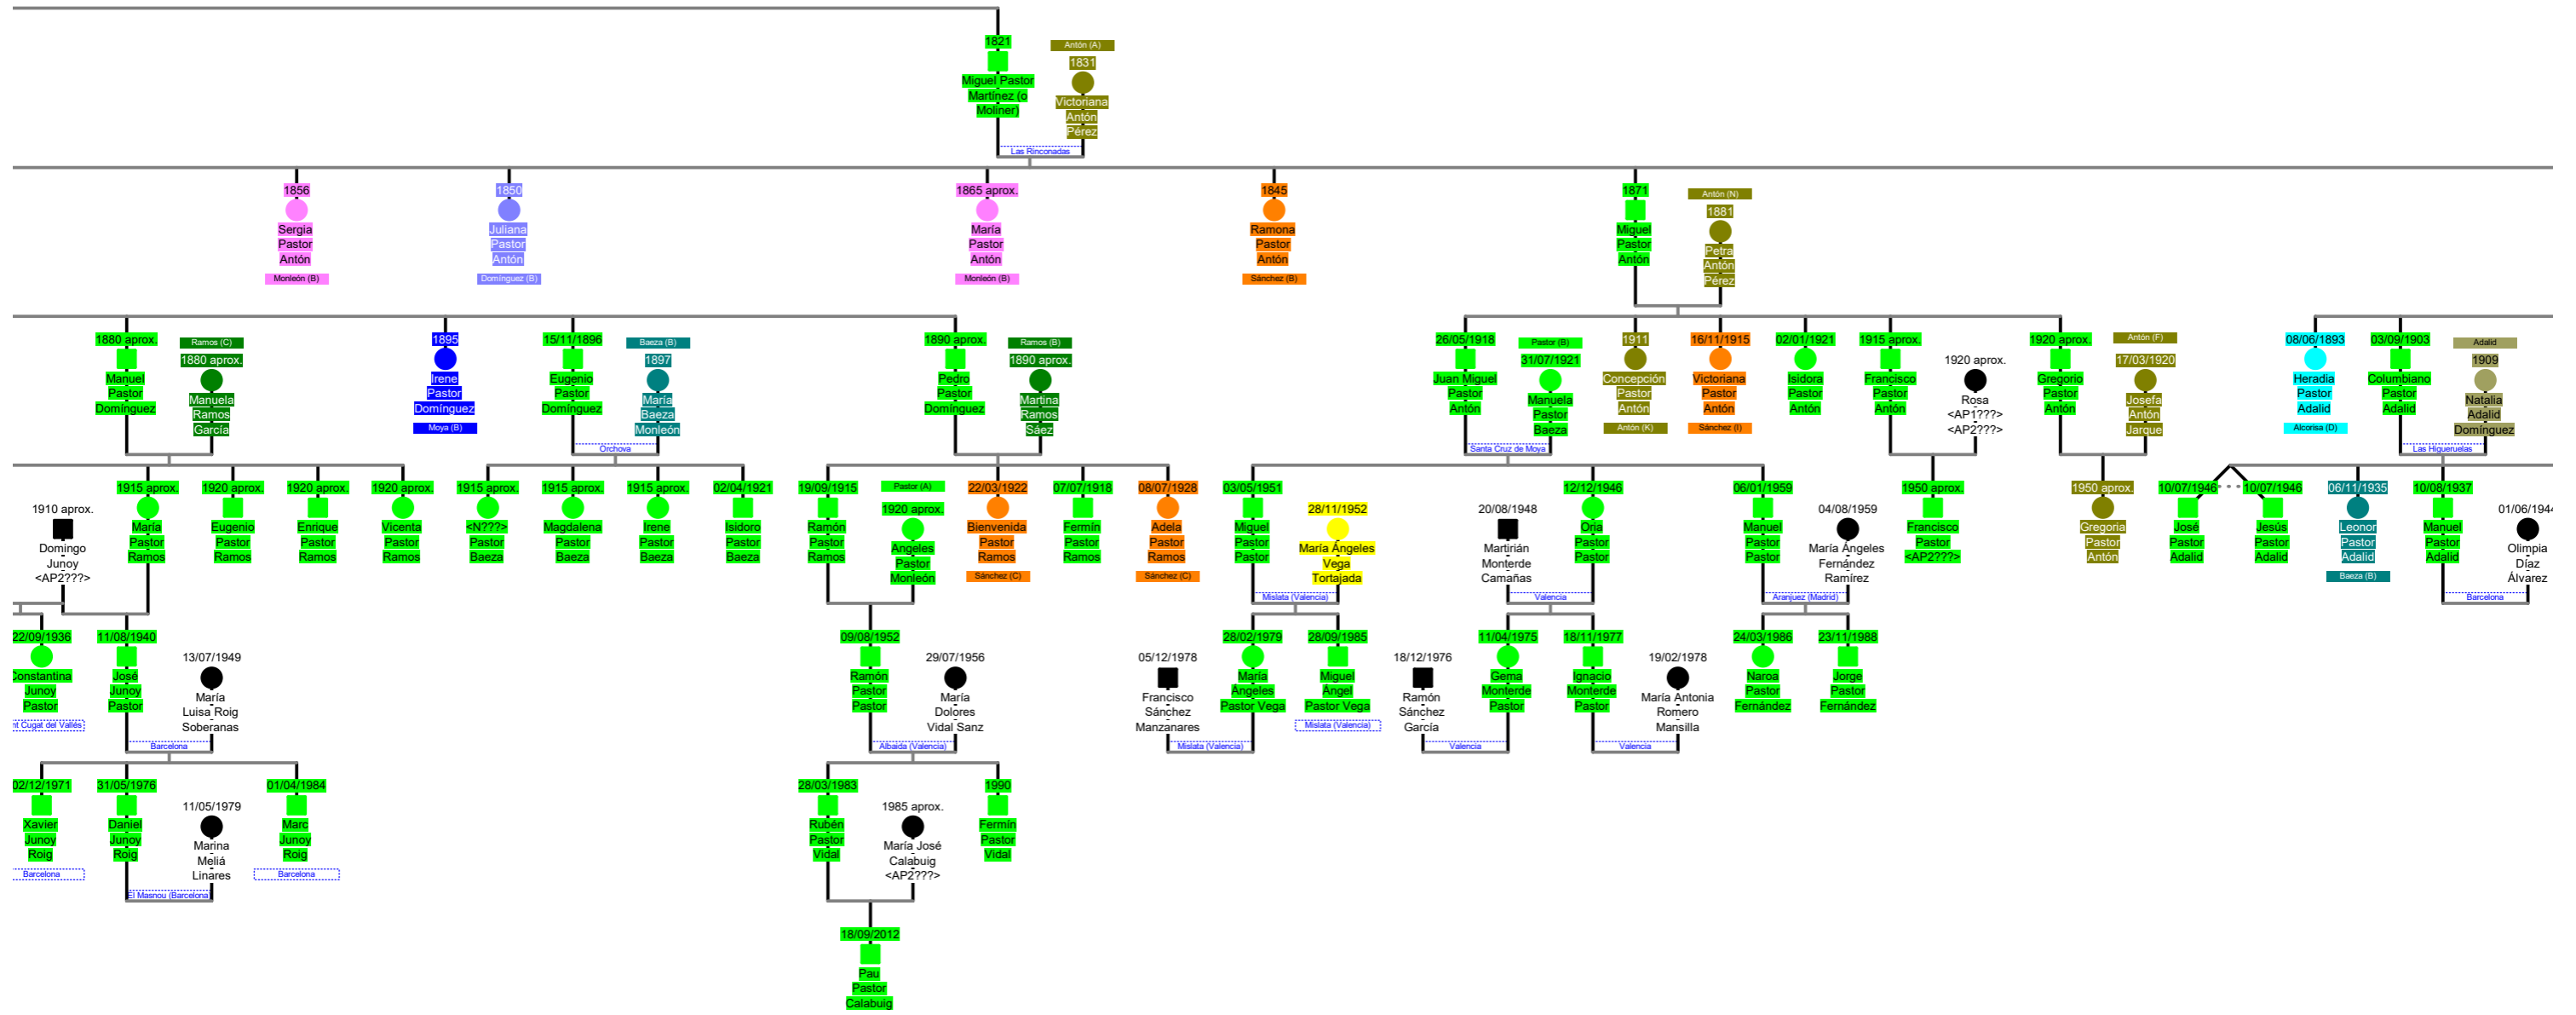 1821
Miguel Pastor
Martínez (o
Moliner)
Antón (A)
1831
Victoriana
Antón
Pérez
Las Rinconadas
1856
Sergia
Pastor
Antón
Monleón (B)
1850
Juliana
Pastor
Antón
Domínguez (B)
1865 aprox.
María
Pastor
Antón
Monleón (B)
1845
Ramona
Pastor
Antón
Sánchez (B)
1871
Miguel
Pastor
Antón
Antón (N)
1881
Petra
Antón
Pérez
1880 aprox.
Manuel
Pastor
Domínguez
Ramos (C)
1880 aprox.
Manuela
Ramos
García
1895
Irene
Pastor
Domínguez
Moya (B)
15/11/1896
Eugenio
Pastor
Domínguez
Baeza (B)
1897
María
Baeza
Monleón
Orchova
1890 aprox.
Pedro
Pastor
Domínguez
Ramos (B)
1890 aprox.
Martina
Ramos
Sáez
26/05/1918
Juan Miguel
Pastor
Antón
Pastor (B)
31/07/1921
Manuela
Pastor
Baeza
Santa Cruz de Moya
1911
Concepción
Pastor
Antón
Antón (K)
16/11/1915
Victoriana
Pastor
Antón
Sánchez (I)
02/01/1921
Isidora
Pastor
Antón
1915 aprox.
Francisco
Pastor
Antón
1920 aprox.
Rosa
<AP1???>
<AP2???>
1920 aprox.
Gregorio
Pastor
Antón
Antón (F)
17/03/1920
Josefa
Antón
Jarque
08/06/1893
Heradia
Pastor
Adalid
Alcorisa (D)
03/09/1903
Columbiano
Pastor
Adalid
Adalid
1909
Natalia
Adalid
Domínguez
Las Higueruelas
1910 aprox.
Domingo
Junoy
<AP2???>
1915 aprox.
María
Pastor
Ramos
1920 aprox.
Eugenio
Pastor
Ramos
1920 aprox.
Enrique
Pastor
Ramos
1920 aprox.
Vicenta
Pastor
Ramos
1915 aprox.
<N???>
Pastor
Baeza
1915 aprox.
Magdalena
Pastor
Baeza
1915 aprox.
Irene
Pastor
Baeza
02/04/1921
Isidoro
Pastor
Baeza
19/09/1915
Ramón
Pastor
Ramos
Pastor (A)
1920 aprox.
Ángeles
Pastor
Monleón
22/03/1922
Bienvenida
Pastor
Ramos
Sánchez (C)
07/07/1918
Fermín
Pastor
Ramos
08/07/1928
Adela
Pastor
Ramos
Sánchez (C)
03/05/1951
Miguel
Pastor
Pastor
28/11/1952
María Ángeles
Vega
Tortajada
Mislata (Valencia)
20/08/1948
Martirián
Monterde
Camañas
12/12/1946
Oria
Pastor
Pastor
Valencia
06/01/1959
Manuel
Pastor
Pastor
04/08/1959
María Ángeles
Fernández
Ramírez
Aranjuez (Madrid)
1950 aprox.
Francisco
Pastor
<AP2???>
1950 aprox.
Gregoria
Pastor
Antón
10/07/1946
José
Pastor
Adalid
10/07/1946
Jesús
Pastor
Adalid
06/11/1935
Leonor
Pastor
Adalid
Baeza (B)
10/08/1937
Manuel
Pastor
Adalid
01/06/1944
Olimpia
Díaz
Álvarez
Barcelona
22/09/1936
Constantina
Junoy
Pastor
nt Cugat del Vallés
11/08/1940
José
Junoy
Pastor
13/07/1949
María
Luisa Roig
Soberanas
Barcelona
09/08/1952
Ramón
Pastor
Pastor
29/07/1956
María
Dolores
Vidal Sanz
Albaida (Valencia)
05/12/1978
Francisco
Sánchez
Manzanares
28/02/1979
María
Ángeles
Pastor Vega
Mislata (Valencia)
28/09/1985
Miguel
Ángel
Pastor Vega
Mislata (Valencia)
18/12/1976
Ramón
Sánchez
García
11/04/1975
Gema
Monterde
Pastor
Valencia
18/11/1977
Ignacio
Monterde
Pastor
19/02/1978
María Antonia
Romero
Mansilla
Valencia
24/03/1986
Naroa
Pastor
Fernández
23/11/1988
Jorge
Pastor
Fernández
02/12/1971
Xavier
Junoy
Roig
Barcelona
31/05/1976
Daniel
Junoy
Roig
11/05/1979
Marina
Meliá
Linares
El Masnou (Barcelona)
01/04/1984
Marc
Junoy
Roig
Barcelona
28/03/1983
Rubén
Pastor
Vidal
1985 aprox.
María José
Calabuig
<AP2???>
1990
Fermín
Pastor
Vidal
18/09/2012
Pau
Pastor
Calabuig